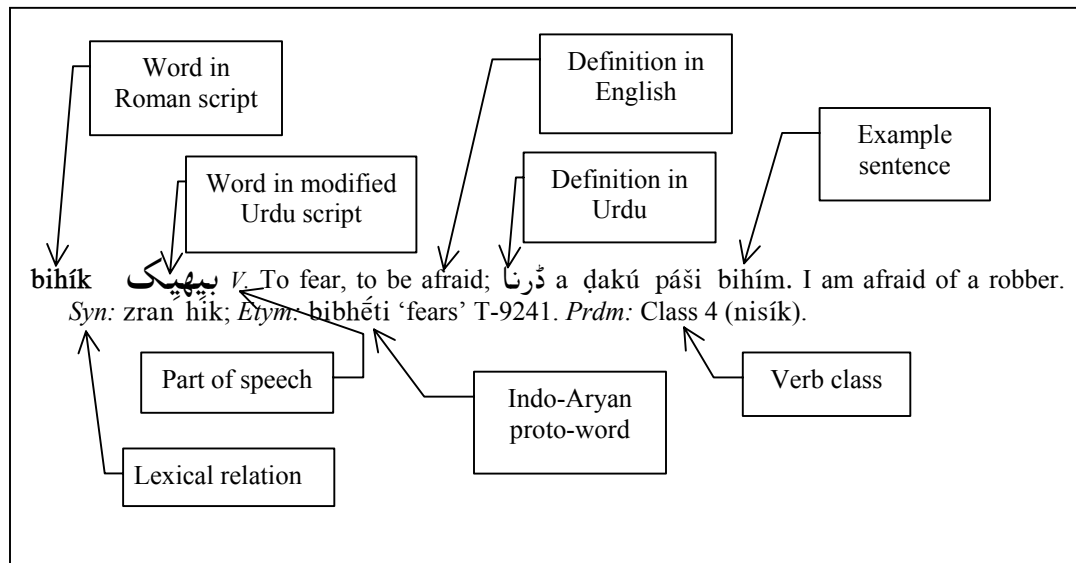 Word in
Roman script
Definition in
English
Example
sentence
Word in modified
Urdu script
Definition in
Urdu
bihík بِیہِیک V. To fear, to be afraid; ڈرنا a ḍakú páši bihím. I am afraid of a robber.
Syn: zran hik; Etym: bibhḗti ‘fears’ T-9241. Prdm: Class 4 (nisík).
Part of speech
Indo-Aryan
proto-word
Verb class
Lexical relation